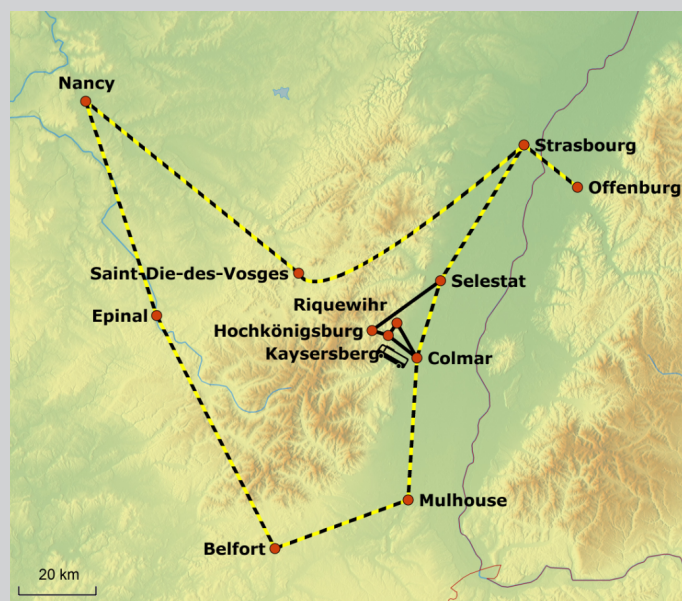 Nancy
Strasbourg
Offenburg
Saint-Die-des-Vosges
Selestat
Riquewihr
Epinal
Hochkönigsburg
Kaysersberg
Colmar
Mulhouse
Belfort
20 km